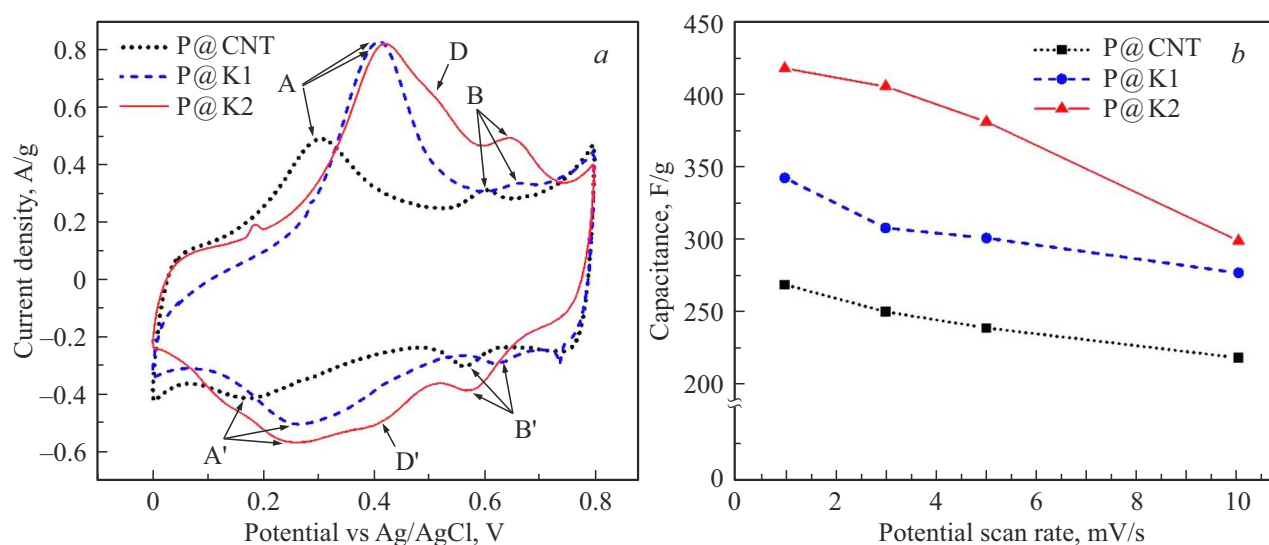 a
P@CNT
P@K1
P@K2
A
D
B
A'
D'
B'
0.8
0.6
0.4
0.2
0
–0.2
–0.4
–0.6
Current density, A/g
0
0.2
0.4
0.6
0.8
Potential vs Ag/AgCl, V
b
P@CNT
P@K1
P@K2
450
400
350
300
250
200
0
Capacitance, F/g
0
2
4
6
8
10
Potential scan rate, mV/s